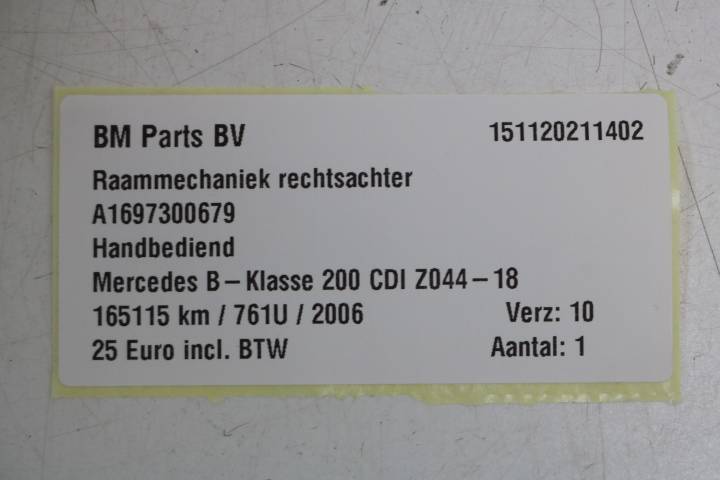 BM Parts BV 151120211402
Raammechaniek rechtsachter
A1697300679
Handbediend
Mercedes B-Klasse 200 CDI Z044-18
165115 km / 761U / 2006 Verz: 10
25 Euro incl. BTW Aantal: 1